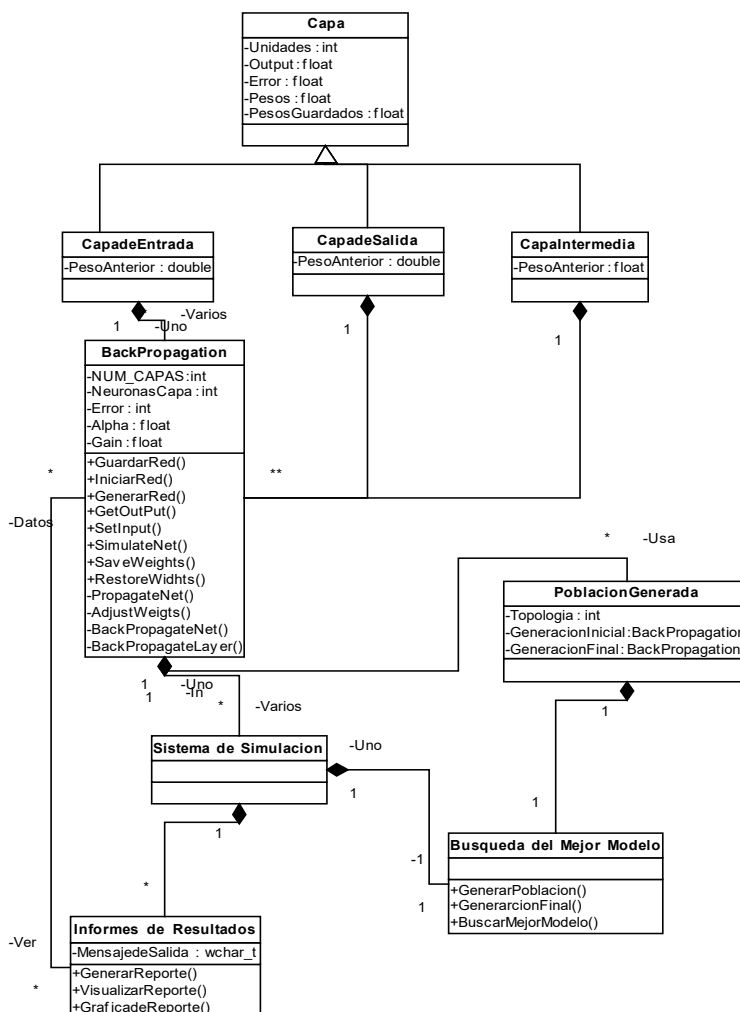 Capa
-Unidades : int
-Output : float
-Error : float
-Pesos : float
-PesosGuardados : float
CapadeEntrada
-PesoAnterior : double
CapadeSalida
-PesoAnterior : double
CapaIntermedia
-PesoAnterior : float
1
-Uno
*
-Varios
1
1
BackPropagation
-NUM_CAPAS:int
-NeuronasCapa : int
-Error : int
-Alpha : float
-Gain : float
+GuardarRed()
+IniciarRed()
+GenerarRed()
+GetOutPut()
+SetInput()
+SimulateNet()
+SaveWeights()
+RestoreWidhts()
-PropagateNet()
-AdjustWeigts()
-BackPropagateNet()
-BackPropagateLayer()
*
-Datos
**
*
-Usa
PoblacionGenerada
-Topologia : int
-GeneracionInicial:BackPropagation
-GeneracionFinal : BackPropagation
1
1
-Uno
-In
*
-Varios
1
Sistema de Simulacion
-Uno
1
1
1
Busqueda del Mejor Modelo
+GenerarPoblacion()
+GenerarcionFinal()
+BuscarMejorModelo()
-1
1
*
Informes de Resultados
-MensajedeSalida : wchar_t
+GenerarReporte()
+VisualizarReporte()
+GraficadeReporte()
-Ver
*